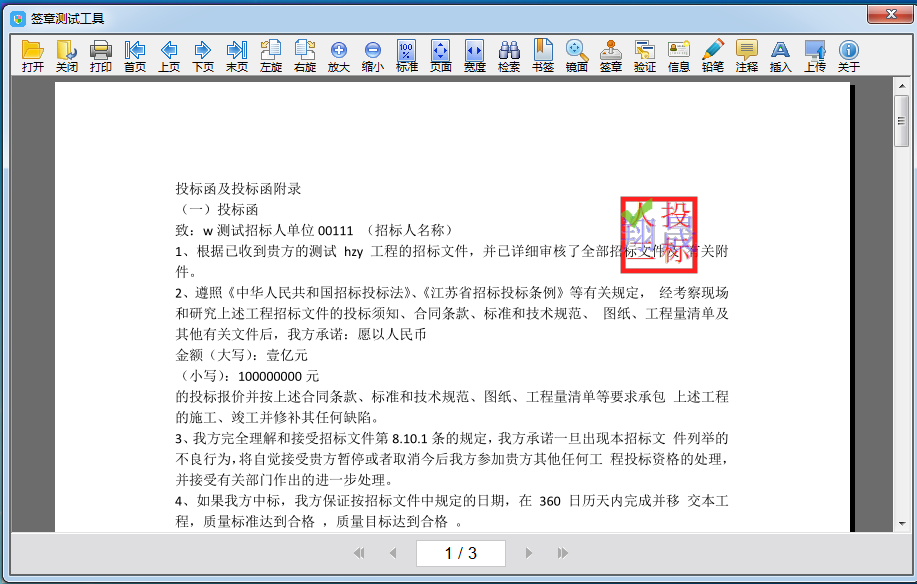 签章测试工具
打开 关闭 打印 首页 上页 下页 末页 左旋 右旋 放大 缩小 标准 页面 宽度 检索 书签 镜面 签章 验证 信息 铅笔 注释 插入 上传 关于
投标函及投标函附录
（一）投标函
致：w 测试招标人单位 00111 （招标人名称）
1、根据已收到贵方的测试 hzy 工程的招标文件，并已详细审核了全部招标文件及 有关附
件。
2、遵照《中华人民共和国招标投标法》、《江苏省招标投标条例》等有关规定， 经考察现场
和研究上述工程招标文件的投标须知、合同条款、标准和技术规范、 图纸、工程量清单及
其他有关文件后，我方承诺：愿以人民币
金额（大写）：壹亿元
（小写）：100000000 元
的投标报价并按上述合同条款、标准和技术规范、图纸、工程量清单等要求承包 上述工程
的施工、竣工并修补其任何缺陷。
3、我方完全理解和接受招标文件第 8.10.1 条的规定，我方承诺一旦出现本招标文 件列举的
不良行为，将自觉接受贵方暂停或者取消今后我方参加贵方其他任何工 程投标资格的处理，
并接受有关部门作出的进一步处理。
4、如果我方中标，我方保证按招标文件中规定的日期，在 360 日历天内完成并移 交本工
程，质量标准达到合格 ，质量目标达到合格 。
投标人二
1 / 3